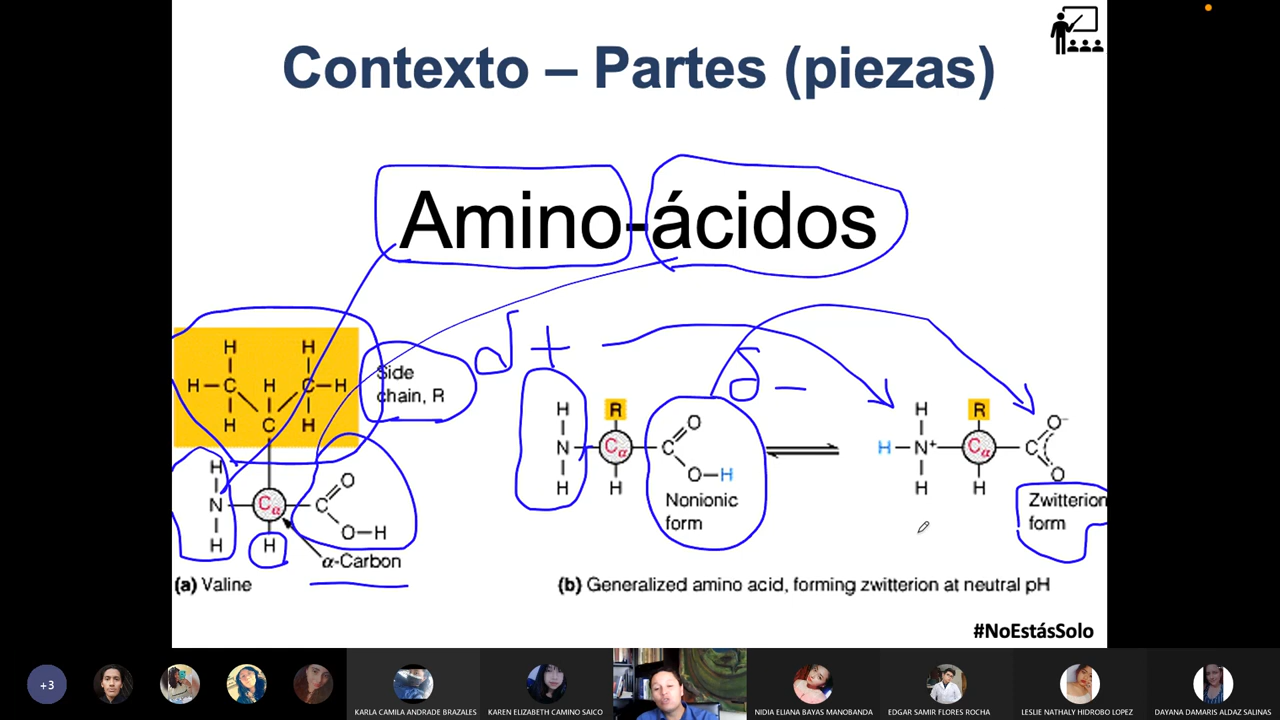 Contexto – Partes (piezas)
Amino-ácidos
δ +
δ –
H H
H–C H C–H
H C H
Side
chain, R
H
N Cα C O
H H O–H
α-Carbon
(a) Valine
H R O
N Cα C
H H O–H
Nonionic
form
H R O⁻
H–N⁺ Cα C
H H O
Zwitterion
form
(b) Generalized amino acid, forming zwitterion at neutral pH
#NoEstásSolo
+3
KARLA CAMILA ANDRADE BRAZALES
KAREN ELIZABETH CAMINO SAICO
NIDIA ELIANA BAYAS MANOBANDA
EDGAR SAMIR FLORES ROCHA
LESLIE NATHALY HIDROBO LOPEZ
DAYANA DAMARIS ALDAZ SALINAS